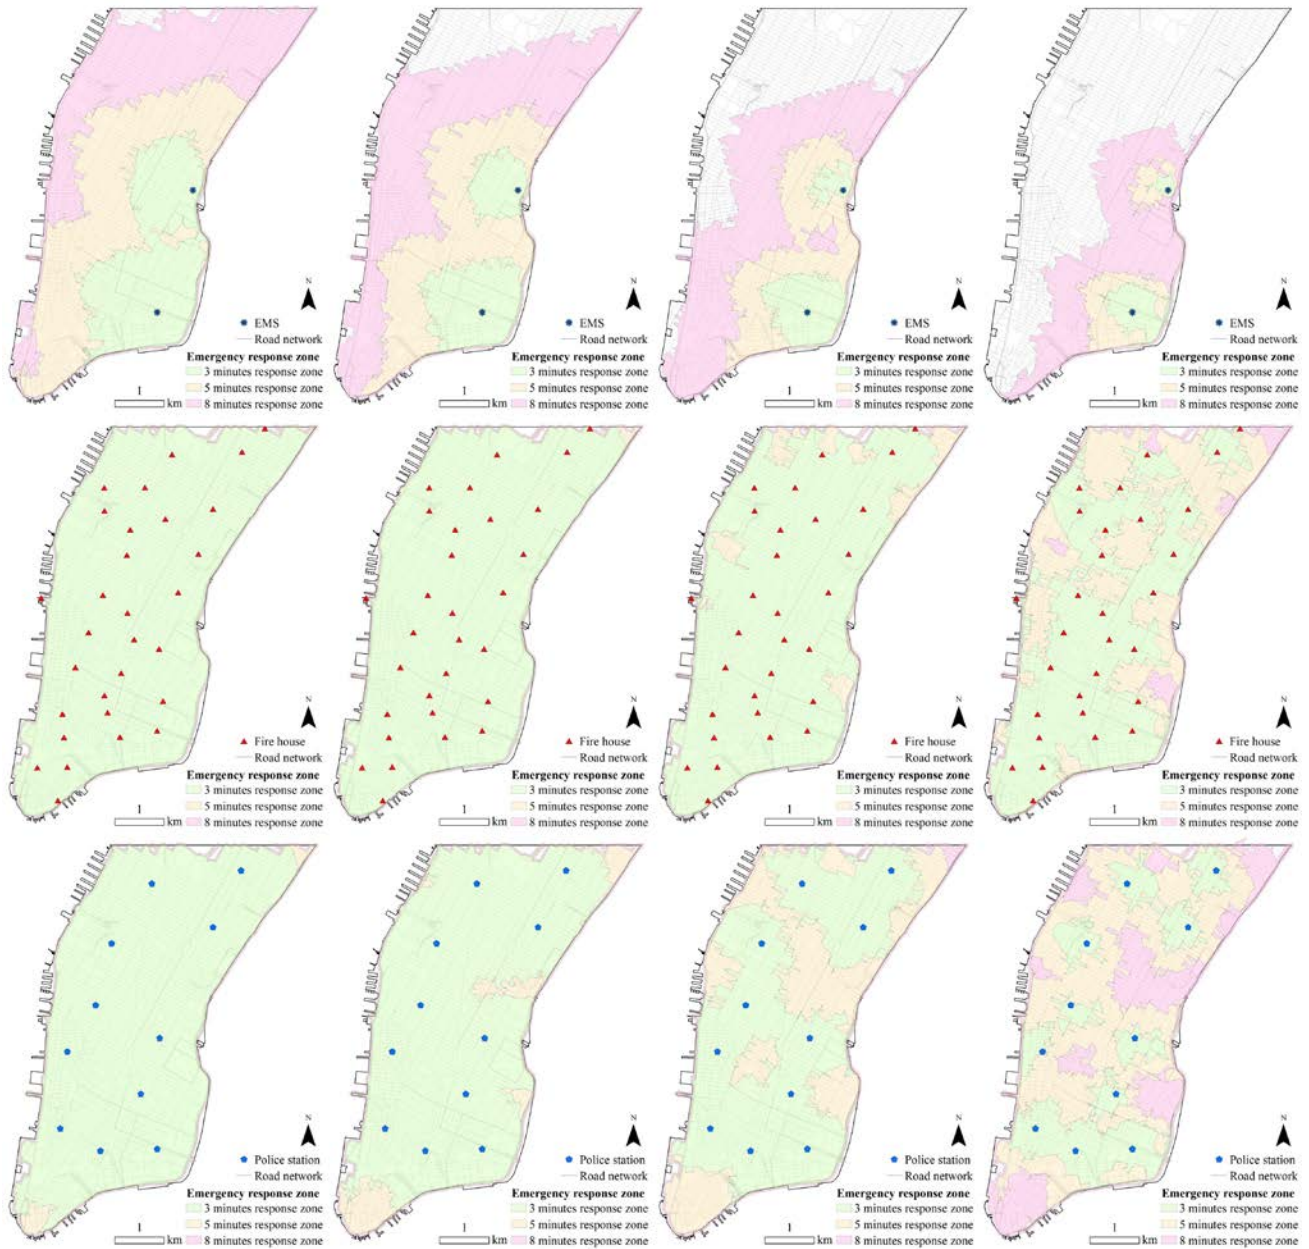 N
EMS
Road network
Emergency response zone
3 minutes response zone
5 minutes response zone
8 minutes response zone
1
km
N
EMS
Road network
Emergency response zone
3 minutes response zone
5 minutes response zone
8 minutes response zone
1
km
N
EMS
Road network
Emergency response zone
3 minutes response zone
5 minutes response zone
8 minutes response zone
1
km
N
EMS
Road network
Emergency response zone
3 minutes response zone
5 minutes response zone
8 minutes response zone
1
km
N
Fire house
Road network
Emergency response zone
3 minutes response zone
5 minutes response zone
8 minutes response zone
1
km
N
Fire house
Road network
Emergency response zone
3 minutes response zone
5 minutes response zone
8 minutes response zone
1
km
N
Fire house
Road network
Emergency response zone
3 minutes response zone
5 minutes response zone
8 minutes response zone
1
km
N
Fire house
Road network
Emergency response zone
3 minutes response zone
5 minutes response zone
8 minutes response zone
1
km
N
Police station
Road network
Emergency response zone
3 minutes response zone
5 minutes response zone
8 minutes response zone
1
km
N
Police station
Road network
Emergency response zone
3 minutes response zone
5 minutes response zone
8 minutes response zone
1
km
N
Police station
Road network
Emergency response zone
3 minutes response zone
5 minutes response zone
8 minutes response zone
1
km
N
Police station
Road network
Emergency response zone
3 minutes response zone
5 minutes response zone
8 minutes response zone
1
km